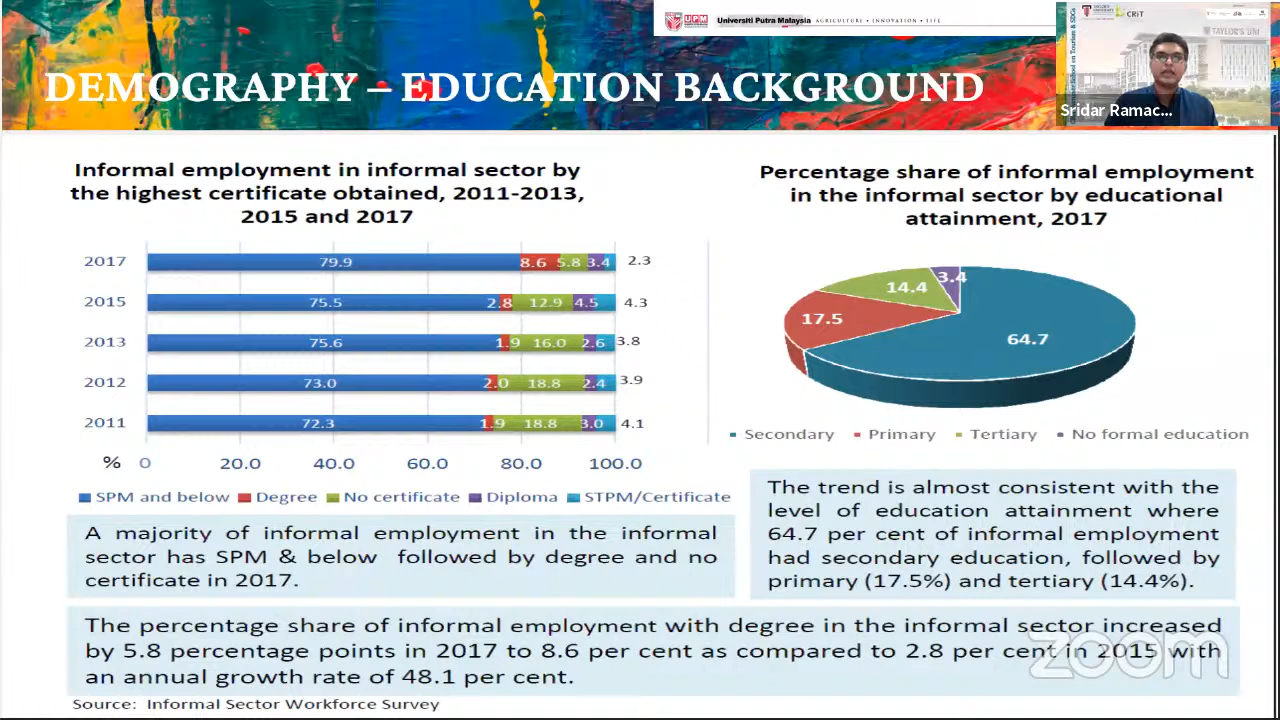 UPM Universiti Putra Malaysia AGRICULTURE • INNOVATION • LIFE
CRiT
TAYLOR'S UNI
School on Tourism & SDGs
Sridar Ramac...
DEMOGRAPHY – EDUCATION BACKGROUND
Informal employment in informal sector by
the highest certificate obtained, 2011-2013,
2015 and 2017
2017 79.9 8.6 5.8 3.4 2.3
2015 75.5 2.8 12.9 4.5 4.3
2013 75.6 1.9 16.0 2.6 3.8
2012 73.0 2.0 18.8 2.4 3.9
2011 72.3 1.9 18.8 3.0 4.1
% 0 20.0 40.0 60.0 80.0 100.0
SPM and below Degree No certificate Diploma STPM/Certificate
A majority of informal employment in the informal
sector has SPM & below followed by degree and no
certificate in 2017.
Percentage share of informal employment
in the informal sector by educational
attainment, 2017
3.4
14.4
17.5
64.7
Secondary Primary Tertiary No formal education
The trend is almost consistent with the
level of education attainment where
64.7 per cent of informal employment
had secondary education, followed by
primary (17.5%) and tertiary (14.4%).
The percentage share of informal employment with degree in the informal sector increased
by 5.8 percentage points in 2017 to 8.6 per cent as compared to 2.8 per cent in 2015 with
an annual growth rate of 48.1 per cent.
zoom
Source: Informal Sector Workforce Survey